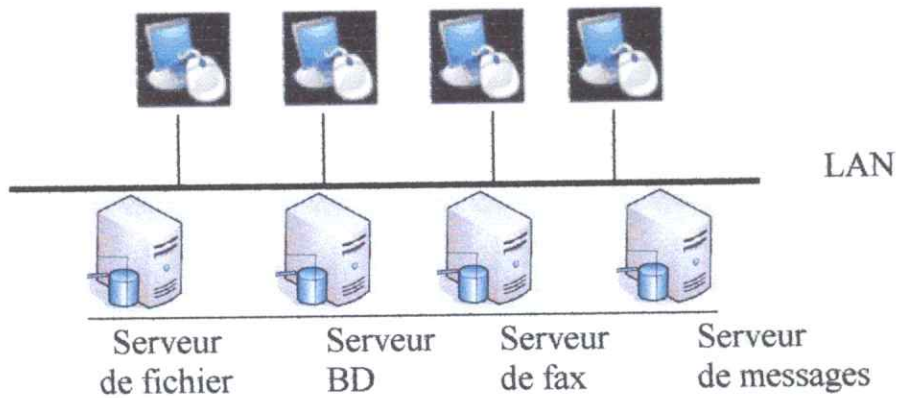 LAN
Serveur
de fichier
Serveur
BD
Serveur
de fax
Serveur
de messages